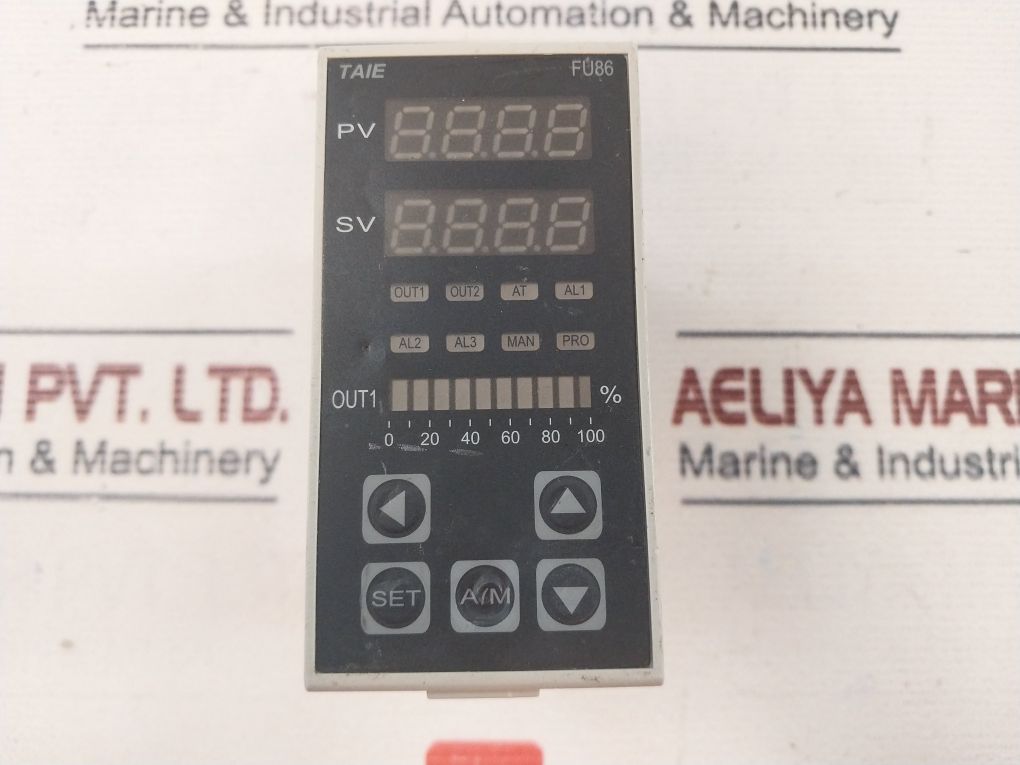 Marine & Industrial Automation & Machinery
TAIE FU86
PV
SV
OUT1 OUT2 AT AL1
AL2 AL3 MAN PRO
OUT1 %
0 20 40 60 80 100
SET A/M
PVT. LTD.
& Machinery
AELIYA MARI
Marine & Industri